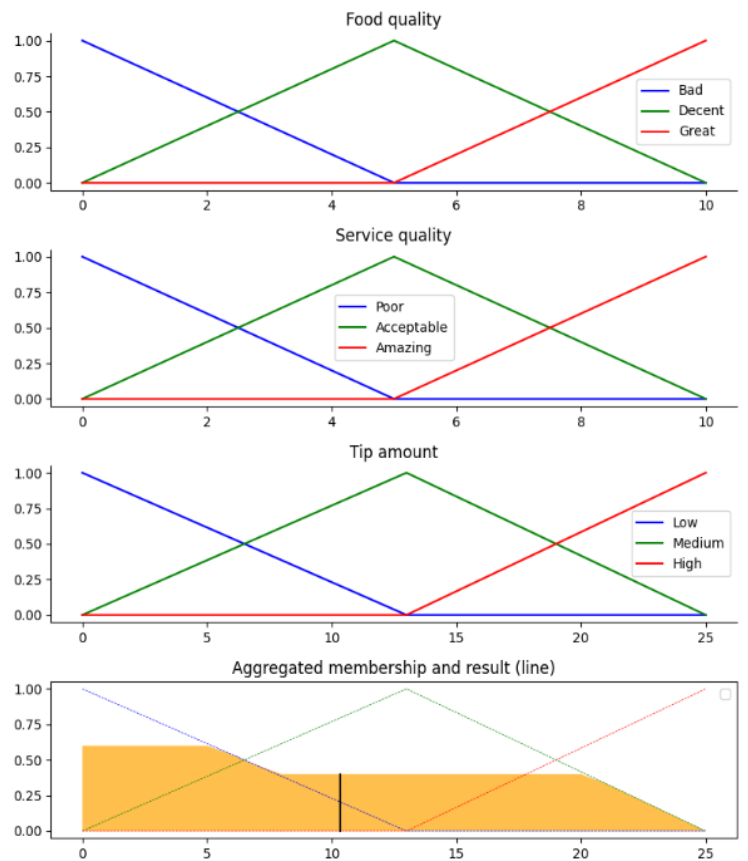 Food quality
1.00
0.75
0.50
0.25
0.00
Bad
Decent
Great
0 2 4 6 8 10
Service quality
1.00
0.75
0.50
0.25
0.00
Poor
Acceptable
Amazing
0 2 4 6 8 10
Tip amount
1.00
0.75
0.50
0.25
0.00
Low
Medium
High
0 5 10 15 20 25
Aggregated membership and result (line)
1.00
0.75
0.50
0.25
0.00
0 5 10 15 20 25